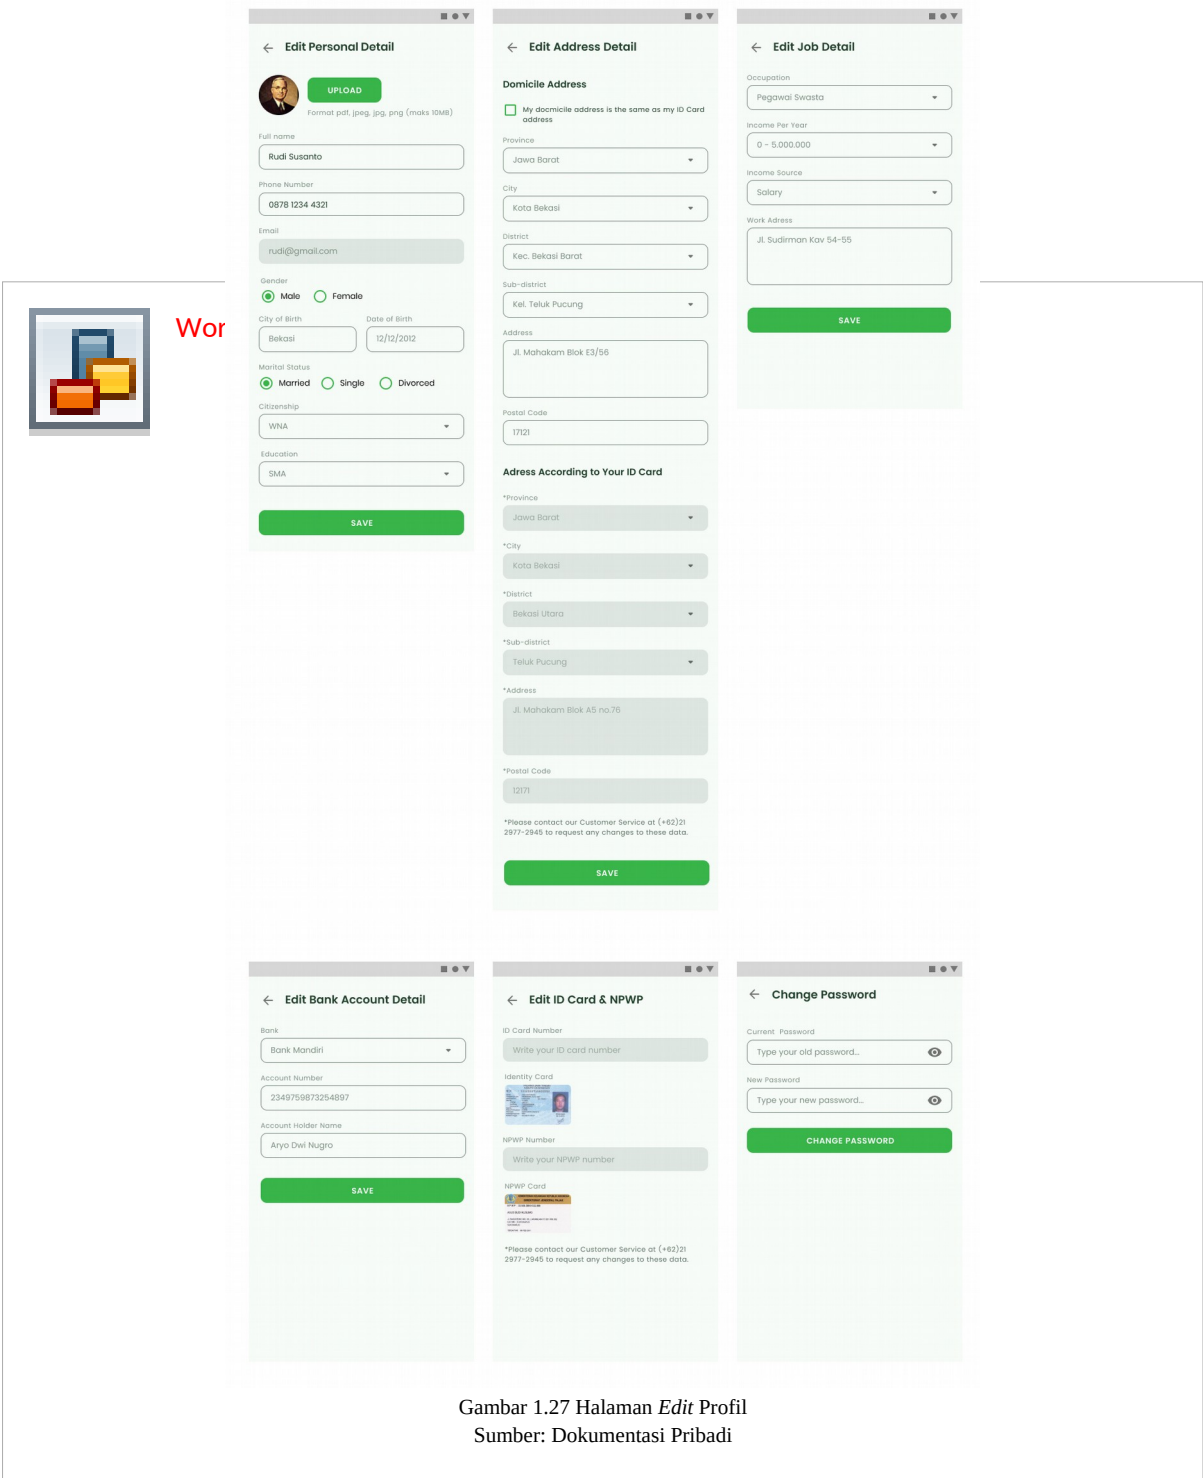 Edit Personal Detail
UPLOAD
Format pdf, jpeg, jpg, png (maks 10MB)
Full name
Rudi Susanto
Phone Number
0878 1234 4321
Email
rudi@gmail.com
Gender
Male Female
City of Birth Date of Birth
Bekasi 12/12/2012
Marital Status
Married Single Divorced
Citizenship
WNA
Education
SMA
SAVE
Edit Address Detail
Domicile Address
My docmicile address is the same as my ID Card
address
Province
Jawa Barat
City
Kota Bekasi
District
Kec. Bekasi Barat
Sub-district
Kel. Teluk Pucung
Address
Jl. Mahakam Blok E3/56
Postal Code
17121
Adress According to Your ID Card
*Province
Jawa Barat
*City
Kota Bekasi
*District
Bekasi Utara
*Sub-district
Teluk Pucung
*Address
Jl. Mahakam Blok A5 no.76
*Postal Code
12171
*Please contact our Customer Service at (+62)21
2977-2945 to request any changes to these data.
SAVE
Edit Job Detail
Occupation
Pegawai Swasta
Income Per Year
0 - 5.000.000
Income Source
Salary
Work Adress
Jl. Sudirman Kav 54-55
SAVE
Wor
Edit Bank Account Detail
Bank
Bank Mandiri
Account Number
2349759873254897
Account Holder Name
Aryo Dwi Nugro
SAVE
Edit ID Card & NPWP
ID Card Number
Write your ID card number
Identity Card
NPWP Number
Write your NPWP number
NPWP Card
*Please contact our Customer Service at (+62)21
2977-2945 to request any changes to these data.
Change Password
Current Password
Type your old password...
New Password
Type your new password...
CHANGE PASSWORD
Gambar 1.27 Halaman Edit Profil
Sumber: Dokumentasi Pribadi